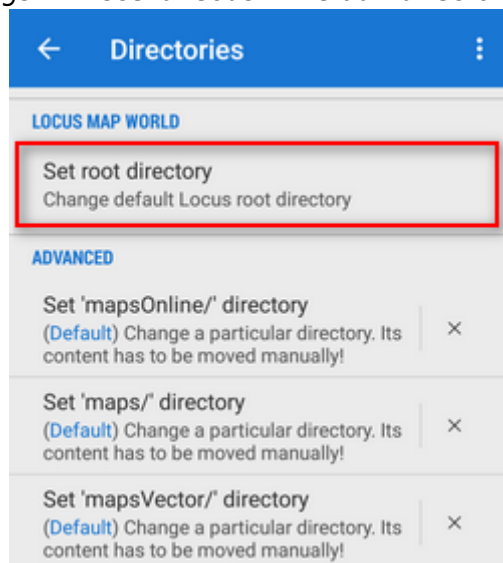 Directories
LOCUS MAP WORLD
Set root directory
Change default Locus root directory
ADVANCED
Set 'mapsOnline/' directory
(Default) Change a particular directory. Its
content has to be moved manually!
Set 'maps/' directory
(Default) Change a particular directory. Its
content has to be moved manually!
Set 'mapsVector/' directory
(Default) Change a particular directory. Its
content has to be moved manually!